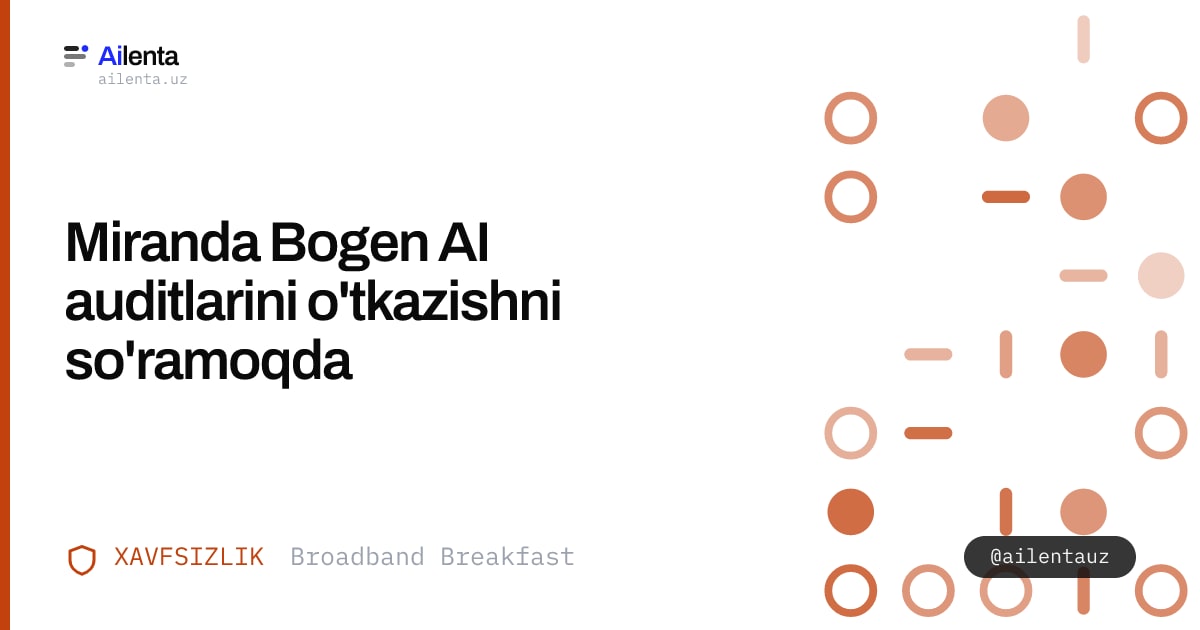 Ailenta
ailenta.uz
Miranda Bogen AI
auditlarini o'tkazishni
so'ramoqda
XAVFSIZLIK Broadband Breakfast
@ailentauz